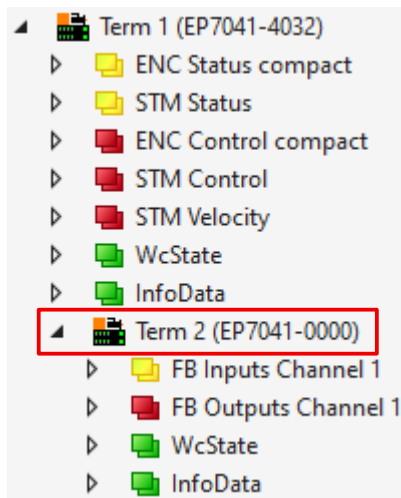 Term 1 (EP7041-4032)
ENC Status compact
STM Status
ENC Control compact
STM Control
STM Velocity
WcState
InfoData
Term 2 (EP7041-0000)
FB Inputs Channel 1
FB Outputs Channel 1
WcState
InfoData